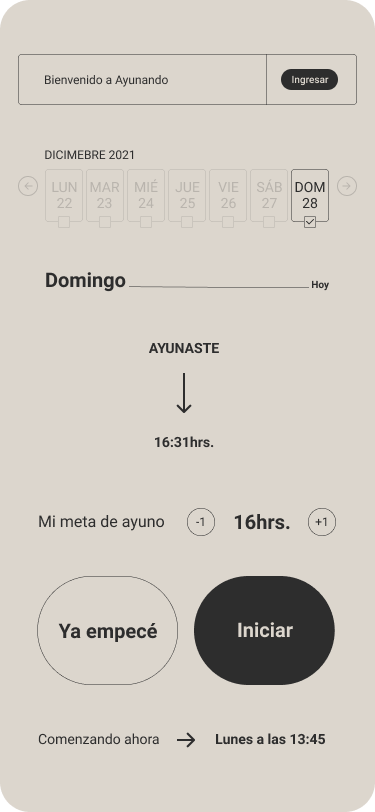 Bienvenido a Ayunando
Ingresar
DICIMEBRE 2021
LUN MAR MIÉ JUE VIE SÁB DOM
22 23 24 25 26 27 28
Domingo Hoy
AYUNASTE
16:31hrs.
Mi meta de ayuno -1 16hrs. +1
Ya empecé Iniciar
Comenzando ahora Lunes a las 13:45